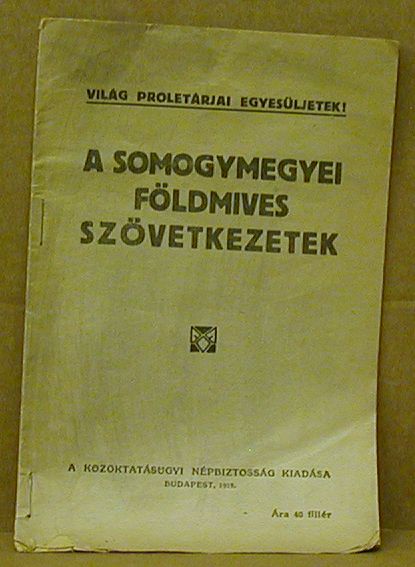 VILÁG PROLETÁRJAI EGYESÜLJETEK!
A SOMOGYMEGYEI
FÖLDMIVES
SZÖVETKEZETEK
A KÖZOKTATÁSÜGYI NÉPBIZTOSSÁG KIADÁSA
BUDAPEST, 1919.
Ára 40 fillér